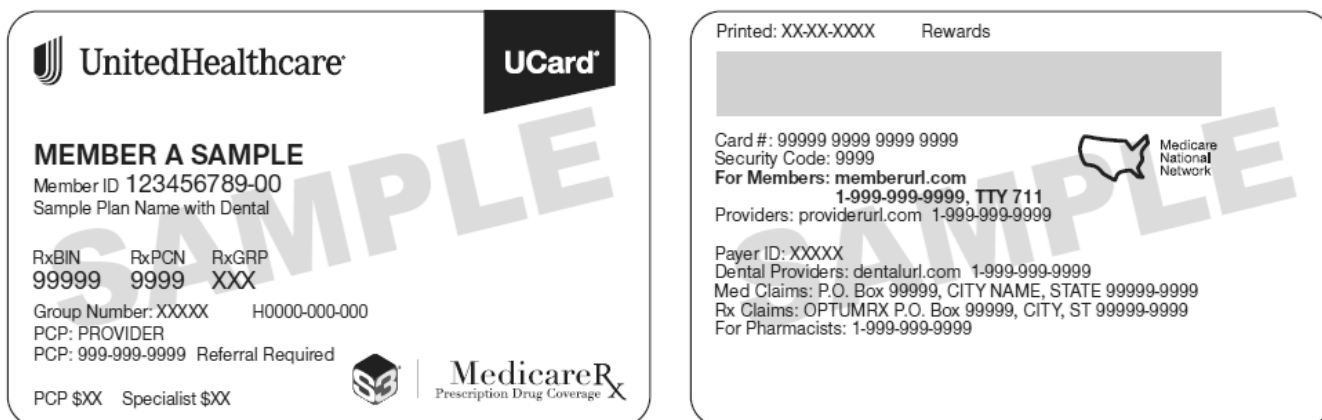 UnitedHealthcare®
UCard®
MEMBER A SAMPLE
Member ID 123456789-00
Sample Plan Name with Dental
RxBIN RxPCN RxGRP
99999 9999 XXX
Group Number: XXXXX H0000-000-000
PCP: PROVIDER
PCP: 999-999-9999 Referral Required
PCP $XX Specialist $XX
S3
MedicareRx
Prescription Drug Coverage
SAMPLE
Printed: XX-XX-XXXX Rewards
Card #: 99999 9999 9999 9999
Security Code: 9999
For Members: memberurl.com
1-999-999-9999, TTY 711
Providers: providerurl.com 1-999-999-9999
Medicare
National
Network
Payer ID: XXXXX
Dental Providers: dentalurl.com 1-999-999-9999
Med Claims: P.O. Box 99999, CITY NAME, STATE 99999-9999
Rx Claims: OPTUMRX P.O. Box 99999, CITY, ST 99999-9999
For Pharmacists: 1-999-999-9999
SAMPLE